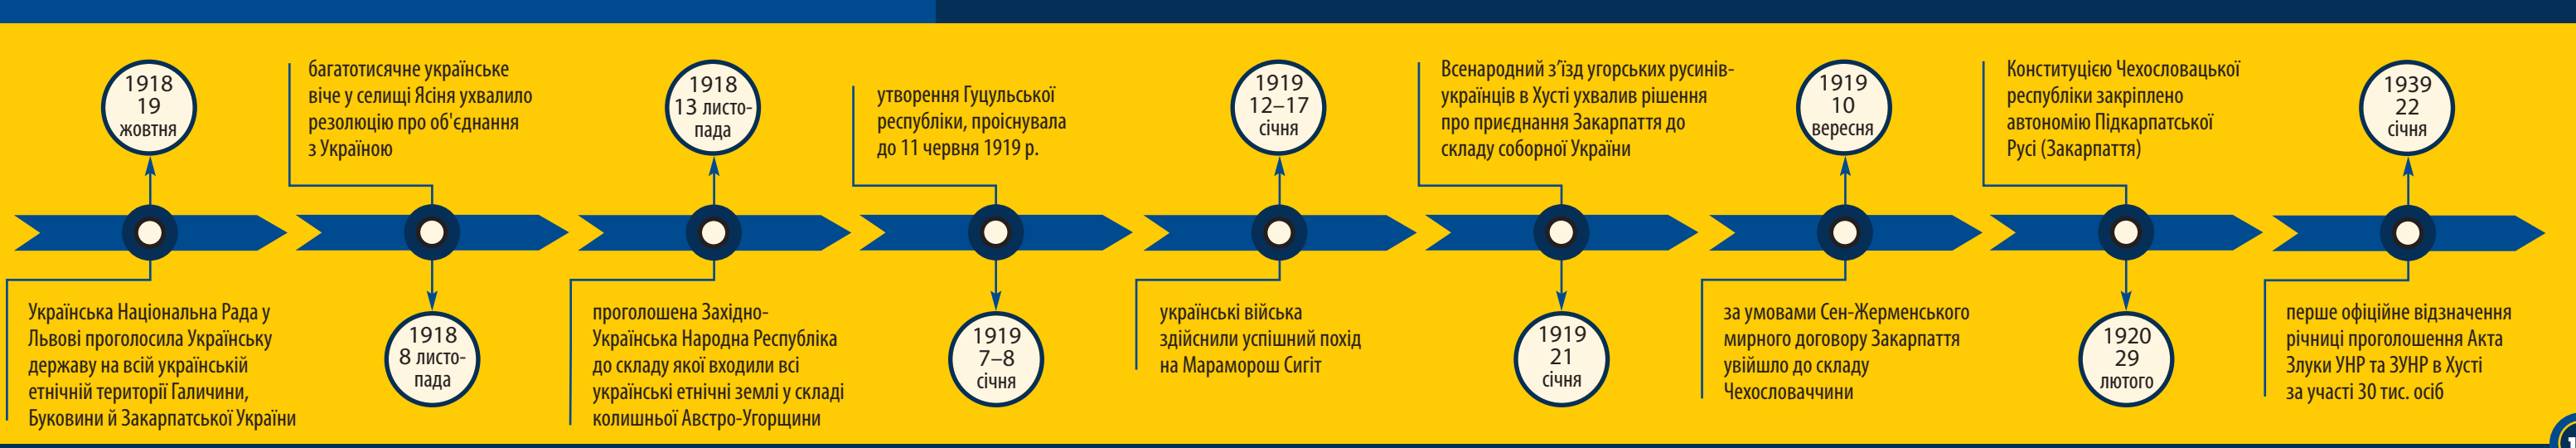 1918
19
жовтня
Українська Національна Рада у
Львові проголосила Українську
державу на всій українській
етнічній території Галичини,
Буковини й Закарпатської України
багатотисячне українське
віче у селищі Ясіня ухвалило
резолюцію про об'єднання
з Україною
1918
8 листо-
пада
1918
13 листо-
пада
проголошена Західно-
Українська Народна Республіка
до складу якої входили всі
українські етнічні землі у складі
колишньої Австро-Угорщини
утворення Гуцульської
республіки, проіснувала
до 11 червня 1919 р.
1919
7–8
січня
1919
12–17
січня
українські війська
здійснили успішний похід
на Мараморош Сигіт
Всенародний з’їзд угорських русинів-
українців в Хусті ухвалив рішення
про приєднання Закарпаття до
складу соборної України
1919
21
січня
1919
10
вересня
за умовами Сен-Жерменського
мирного договору Закарпаття
увійшло до складу
Чехословаччини
Конституцією Чехословацької
республіки закріплено
автономію Підкарпатської
Русі (Закарпаття)
1920
29
лютого
1939
22
січня
перше офіційне відзначення
річниці проголошення Акта
Злуки УНР та ЗУНР в Хусті
за участі 30 тис. осіб